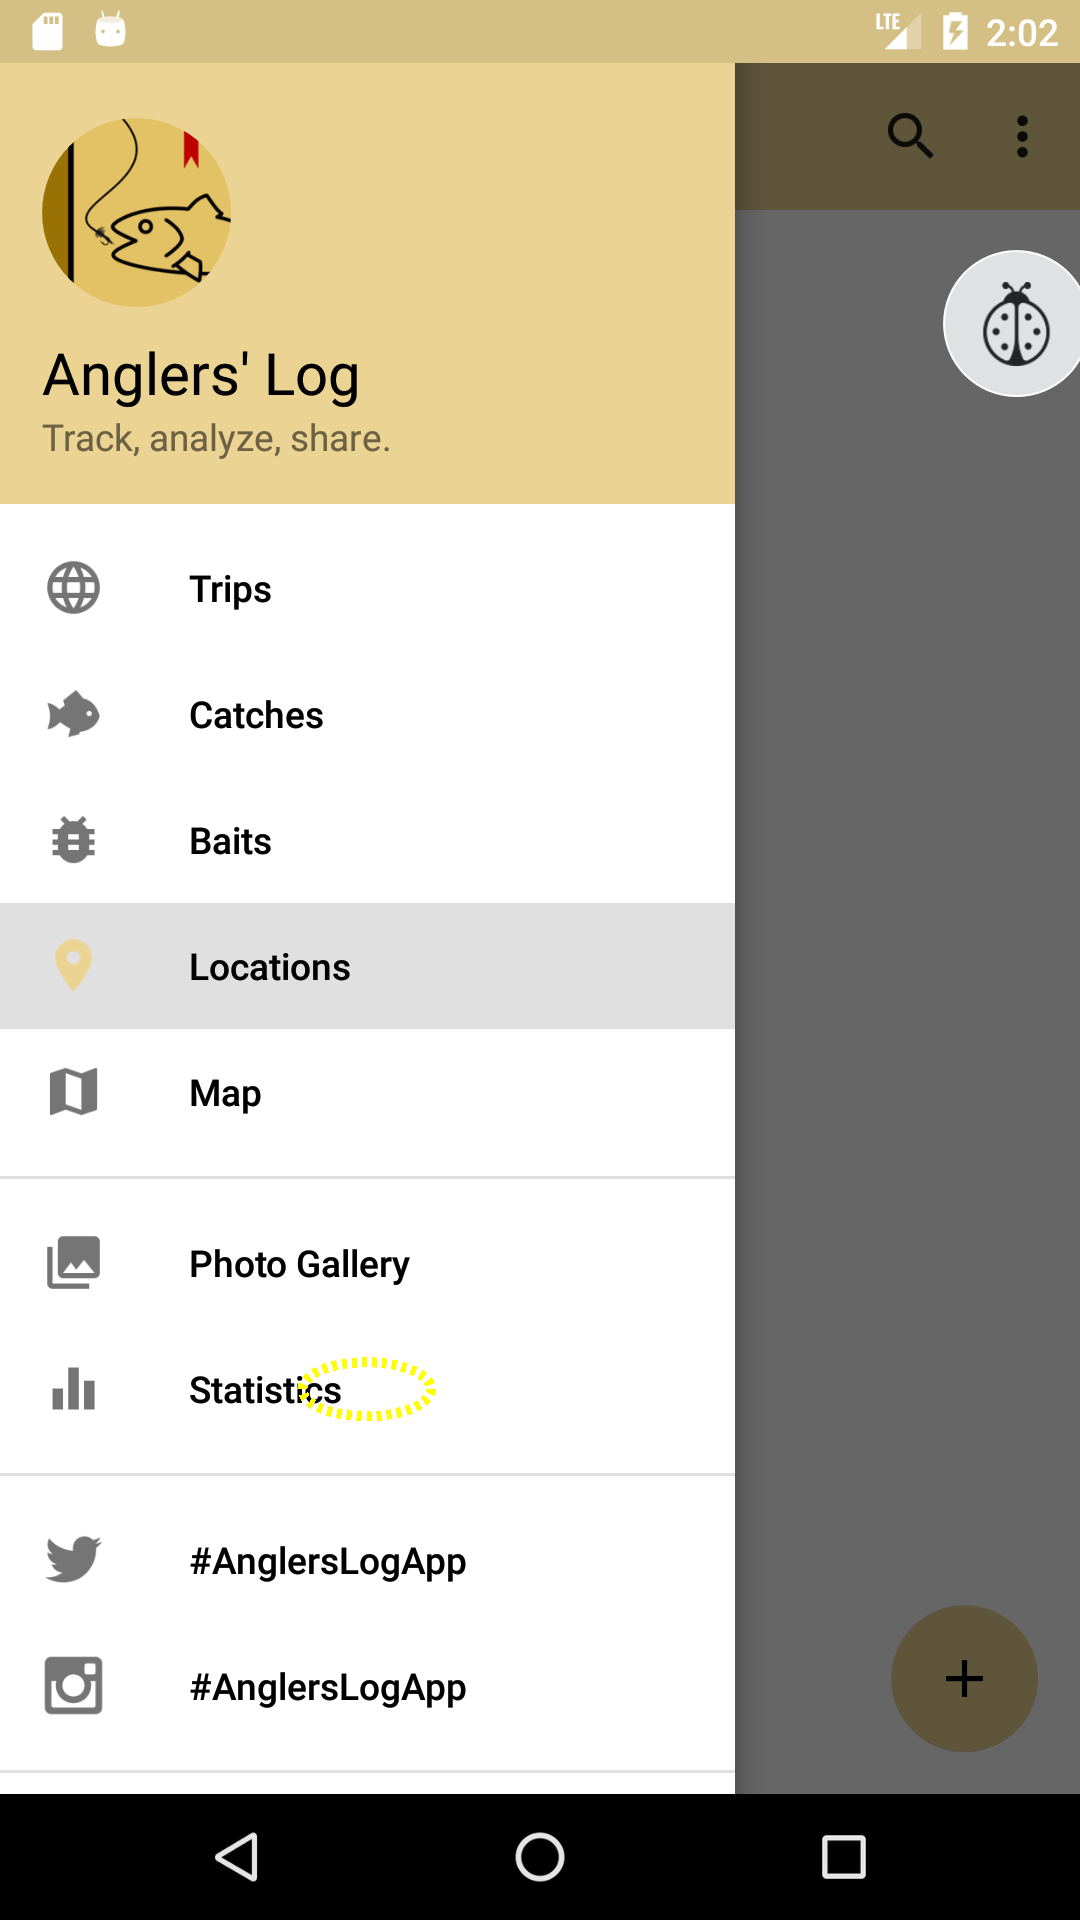 LTE 2:02
Anglers' Log
Track, analyze, share.
Trips
Catches
Baits
Locations
Map
Photo Gallery
Statistics
#AnglersLogApp
#AnglersLogApp